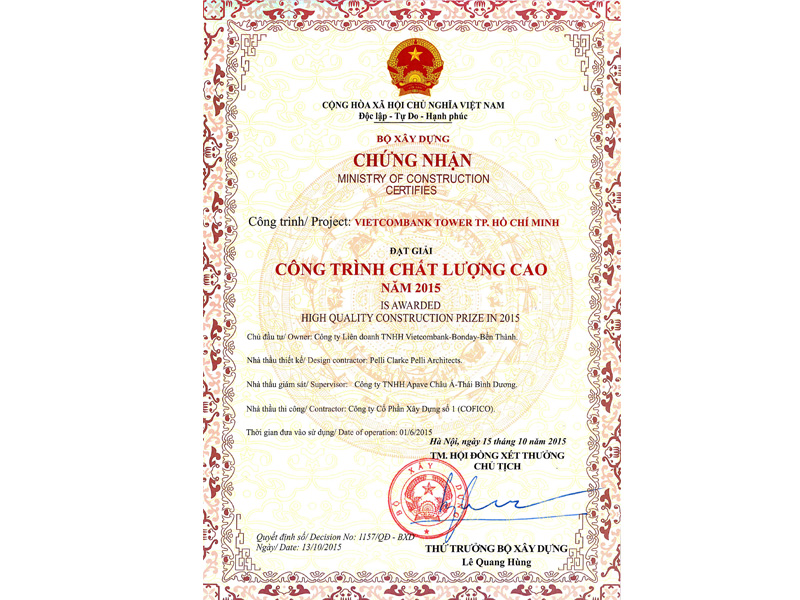 CỘNG HÒA XÃ HỘI CHỦ NGHĨA VIỆT NAM
Độc lập - Tự Do - Hạnh phúc
BỘ XÂY DỰNG
CHỨNG NHẬN
MINISTRY OF CONSTRUCTION
CERTIFIES
Công trình/ Project: VIETCOMBANK TOWER TP. HỒ CHÍ MINH
ĐẠT GIẢI
CÔNG TRÌNH CHẤT LƯỢNG CAO
NĂM 2015
IS AWARDED
HIGH QUALITY CONSTRUCTION PRIZE IN 2015
Chủ đầu tư/ Owner: Công ty Liên doanh TNHH Vietcombank-Bonday-Bến Thành.
Nhà thầu thiết kế/ Design contractor: Pelli Clarke Pelli Architects.
Nhà thầu giám sát/ Supervisor: Công ty TNHH Apave Châu Á-Thái Bình Dương.
Nhà thầu thi công/ Contractor: Công ty Cổ Phần Xây Dựng số 1 (COFICO).
Thời gian đưa vào sử dụng/ Date of operation: 01/6/2015
Hà Nội, ngày 15 tháng 10 năm 2015
TM. HỘI ĐỒNG XÉT THƯỞNG
CHỦ TỊCH
BỘ XÂY DỰNG
Quyết định số/ Decision No: 1157/QĐ - BXD
Ngày/ Date: 13/10/2015
THỨ TRƯỞNG BỘ XÂY DỰNG
Lê Quang Hùng